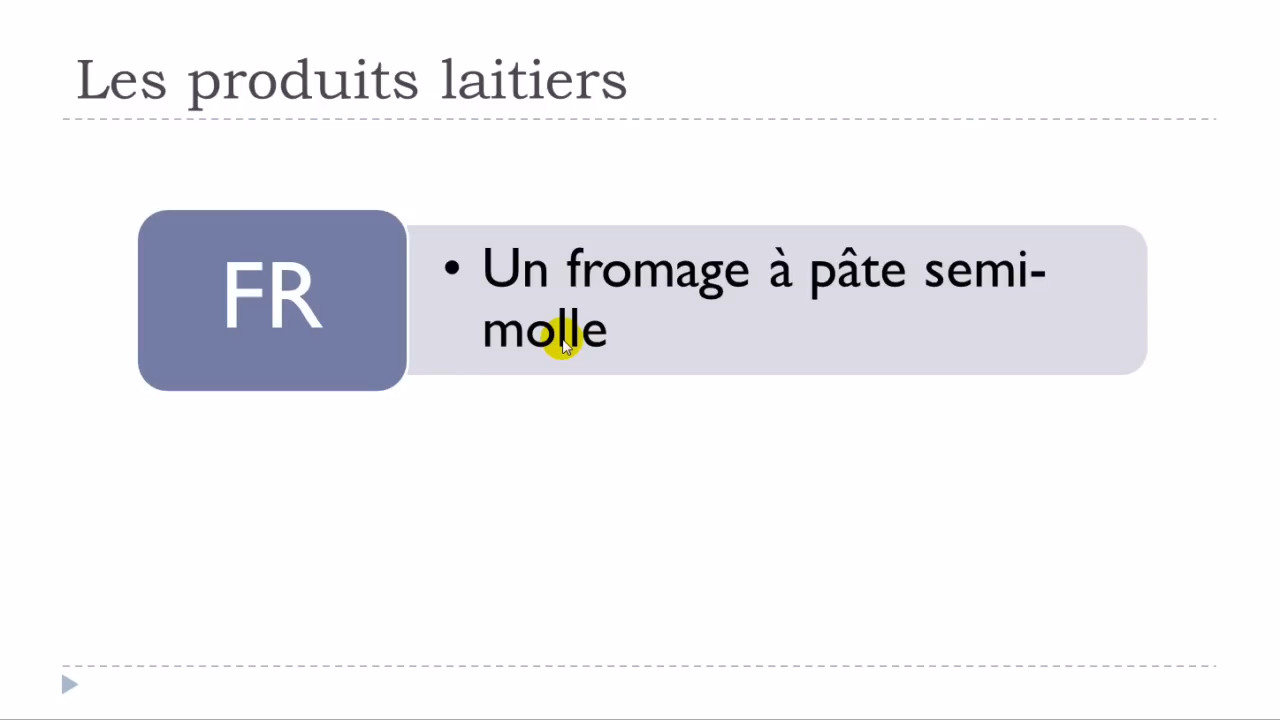 Les produits laitiers
FR
• Un fromage à pâte semi-
molle